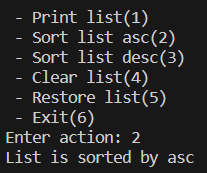 - Print list(1)
- Sort list asc(2)
- Sort list desc(3)
- Clear list(4)
- Restore list(5)
- Exit(6)
Enter action: 2
List is sorted by asc